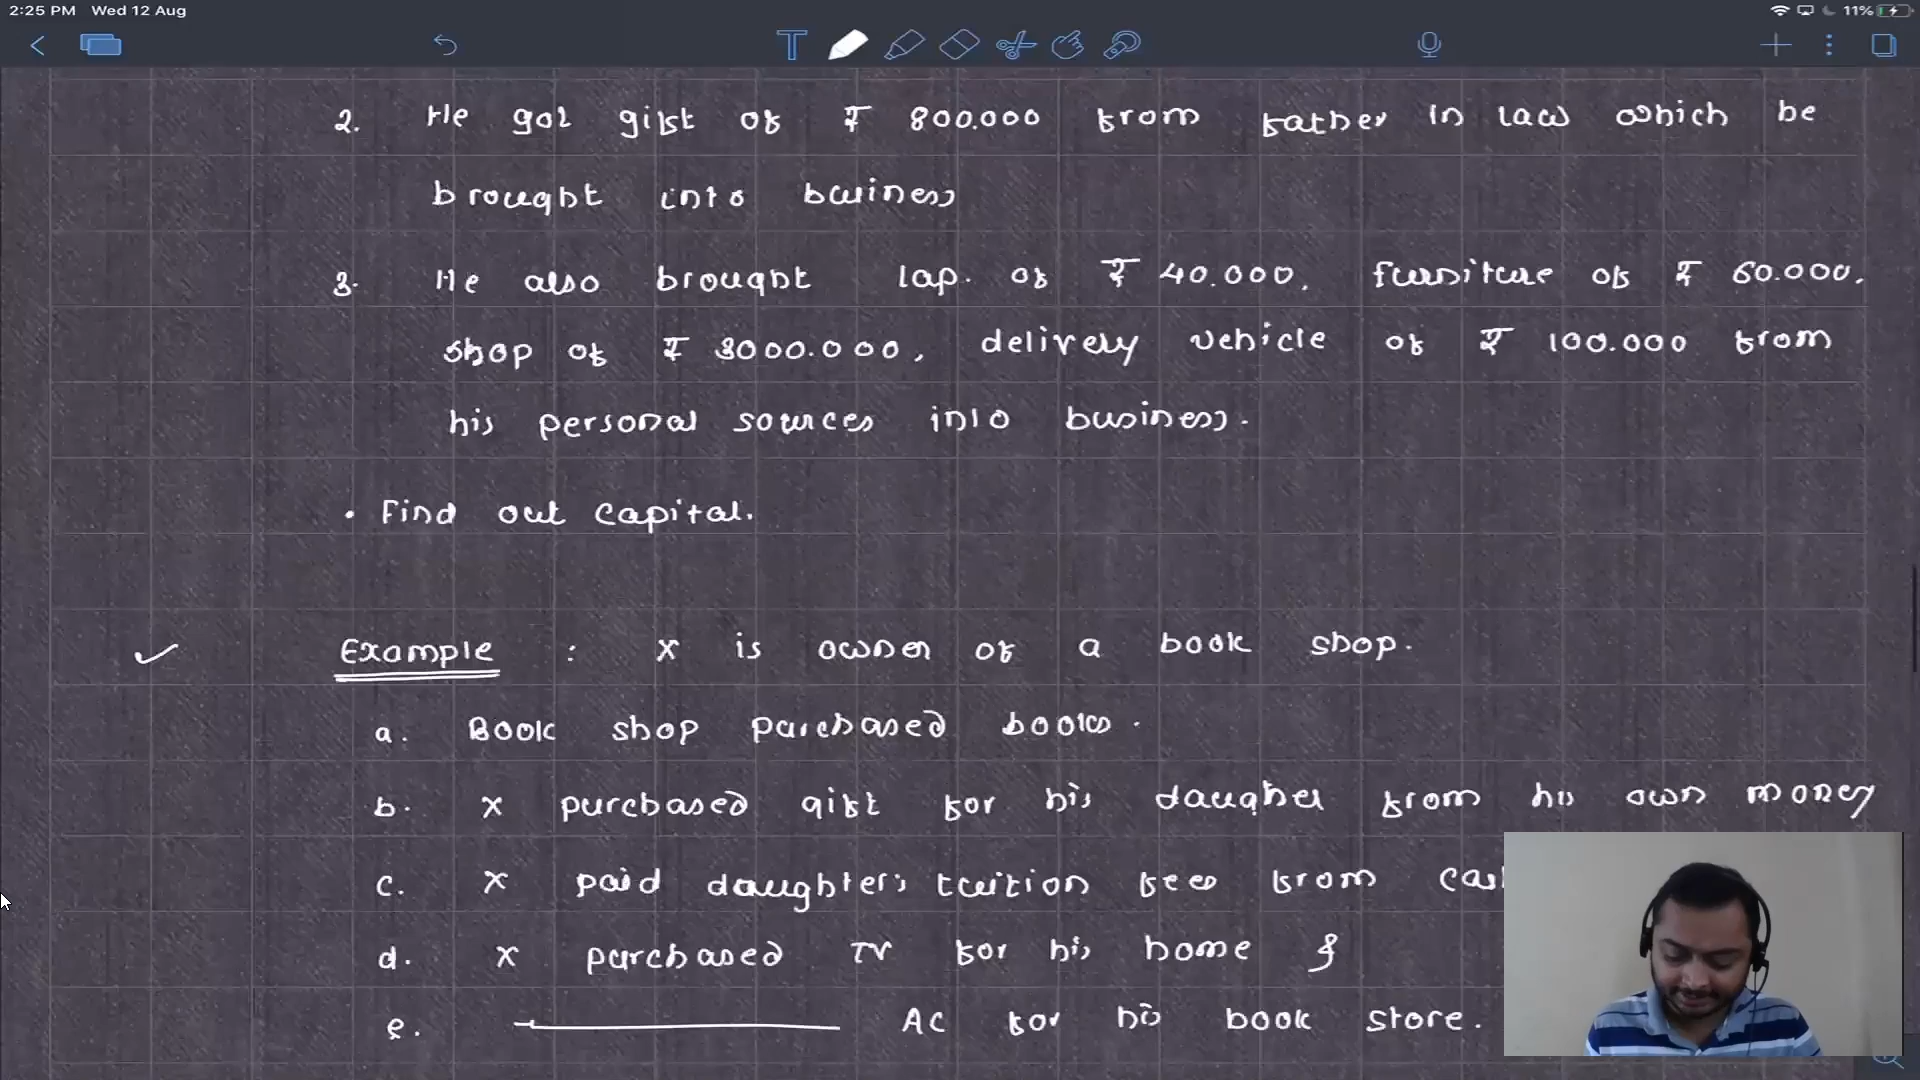 2:25 PM Wed 12 Aug 11%
2. He got gift of ₹ 800.000 from father in law which he
brought into business
3. He also brought lap. of ₹ 40.000, furniture of ₹ 60.000,
shop of ₹ 3000.000, delivery vehicle of ₹ 100.000 from
his personal sources into business.
• Find out capital.
Example : X is owner of a book shop.
a. Book shop purchased books.
b. X purchased gift for his daugher from his own money
c. X paid daughter's tuition fees from
d. X purchased TV for his home &
e. AC for his book store.